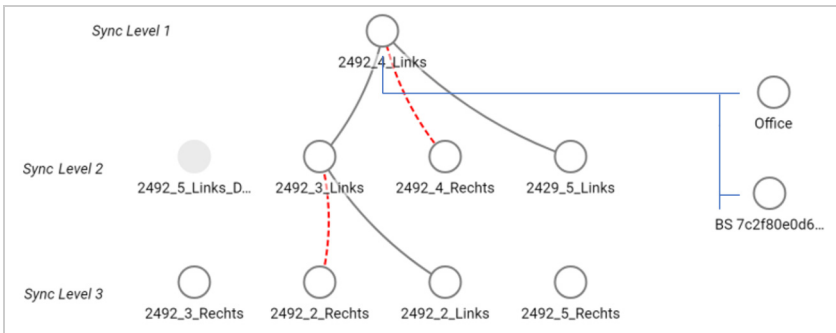 Sync Level 1
2492_4_Links
Office
Sync Level 2
2492_5_Links_D...
2492_3_Links
2492_4_Rechts
2429_5_Links
BS 7c2f80e0d6...
Sync Level 3
2492_3_Rechts
2492_2_Rechts
2492_2_Links
2492_5_Rechts